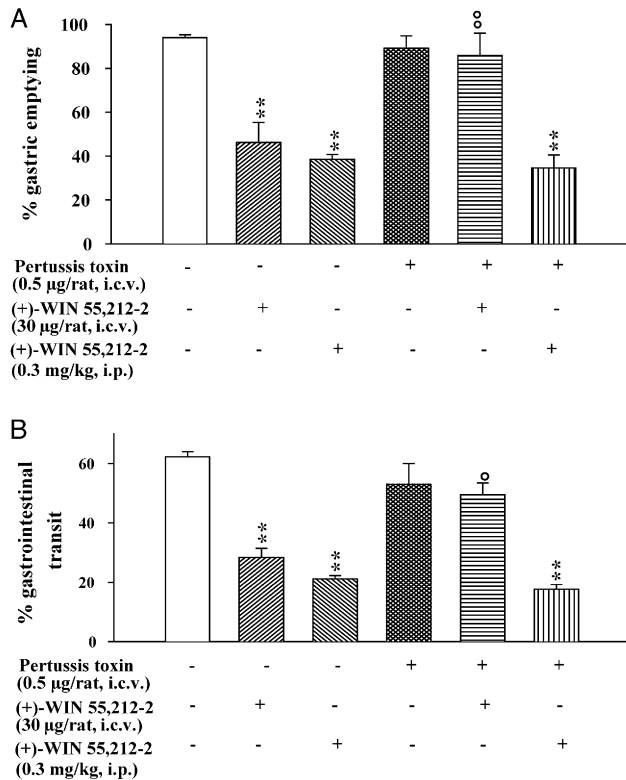 A
100
80
60
40
20
0
% gastric emptying
**
**
°°
**
Pertussis toxin - - - + + +
(0.5 µg/rat, i.c.v.)
(+)-WIN 55,212-2 - + - - + -
(30 µg/rat, i.c.v.)
(+)-WIN 55,212-2 - - + - - +
(0.3 mg/kg, i.p.)
B
60
40
20
0
% gastrointestinal
transit
**
**
°
**
Pertussis toxin - - - + + +
(0.5 µg/rat, i.c.v.)
(+)-WIN 55,212-2 - + - - + -
(30 µg/rat, i.c.v.)
(+)-WIN 55,212-2 - - + - - +
(0.3 mg/kg, i.p.)